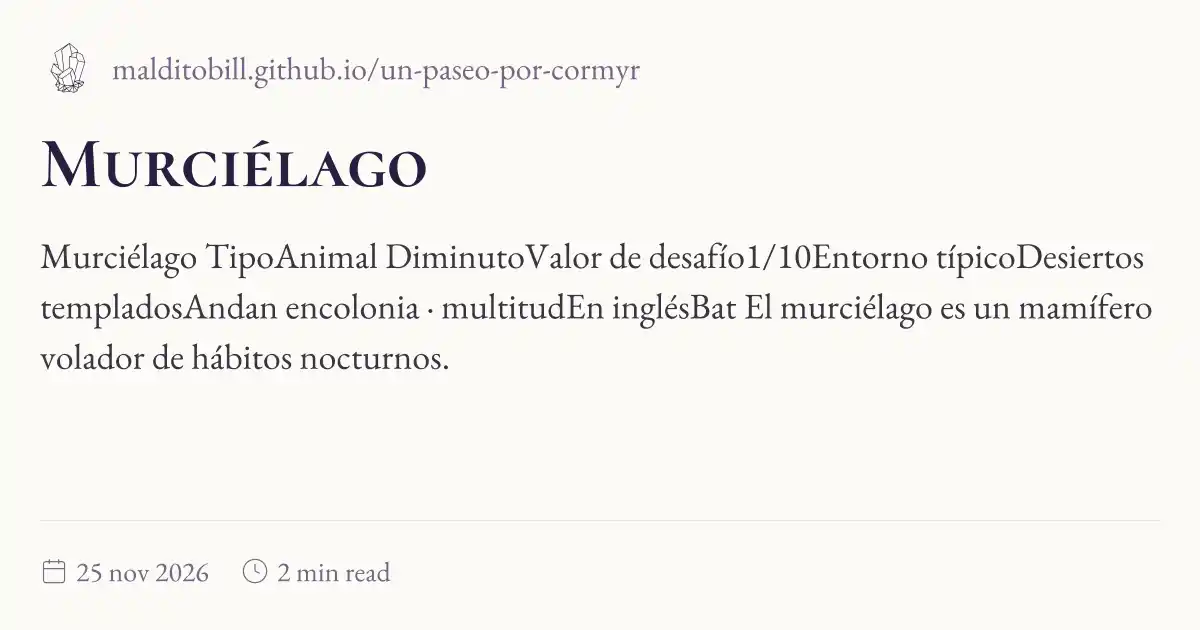 malditobill.github.io/un-paseo-por-cormyr
Murciélago
Murciélago TipoAnimal DiminutoValor de desafío1/10Entorno típicoDesiertos
templadosAndan encolonia · multitudEn inglésBat El murciélago es un mamífero
volador de hábitos nocturnos.
25 nov 2026 2 min read